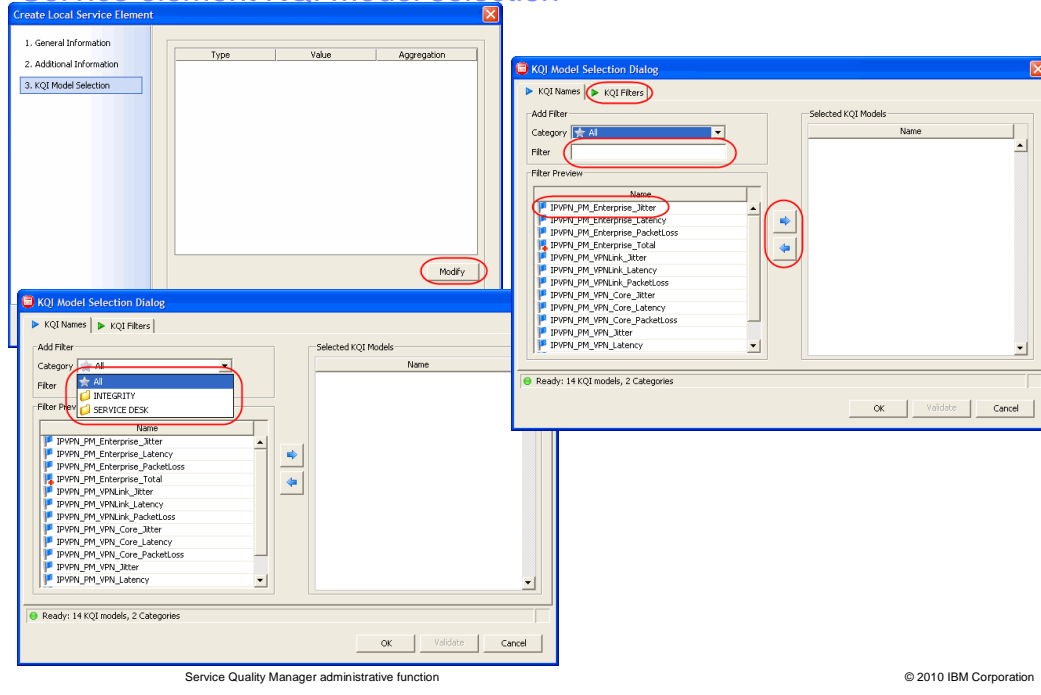 Service element KQI model selection
Create Local Service Element
1. General Information
2. Additional Information
3. KQI Model Selection
Type Value Aggregation
Modify
KQI Model Selection Dialog
KQI Names KQI Filters
Add Filter
Category All
Filter
Filter Preview
Name
IPVPN_PM_Enterprise_Jitter
IPVPN_PM_Enterprise_Latency
IPVPN_PM_Enterprise_PacketLoss
IPVPN_PM_Enterprise_Total
IPVPN_PM_VPNLink_Jitter
IPVPN_PM_VPNLink_Latency
IPVPN_PM_VPNLink_PacketLoss
IPVPN_PM_VPN_Core_Jitter
IPVPN_PM_VPN_Core_Latency
IPVPN_PM_VPN_Core_PacketLoss
IPVPN_PM_VPN_Jitter
IPVPN_PM_VPN_Latency
Selected KQI Models
Name
Ready: 14 KQI models, 2 Categories
OK Validate Cancel
KQI Model Selection Dialog
KQI Names KQI Filters
Add Filter
Category All
Filter
All
INTEGRITY
SERVICE DESK
Filter Prev
Name
IPVPN_PM_Enterprise_Jitter
IPVPN_PM_Enterprise_Latency
IPVPN_PM_Enterprise_PacketLoss
IPVPN_PM_Enterprise_Total
IPVPN_PM_VPNLink_Jitter
IPVPN_PM_VPNLink_Latency
IPVPN_PM_VPNLink_PacketLoss
IPVPN_PM_VPN_Core_Jitter
IPVPN_PM_VPN_Core_Latency
IPVPN_PM_VPN_Core_PacketLoss
IPVPN_PM_VPN_Jitter
IPVPN_PM_VPN_Latency
Selected KQI Models
Name
Ready: 14 KQI models, 2 Categories
OK Validate Cancel
Service Quality Manager administrative function
© 2010 IBM Corporation